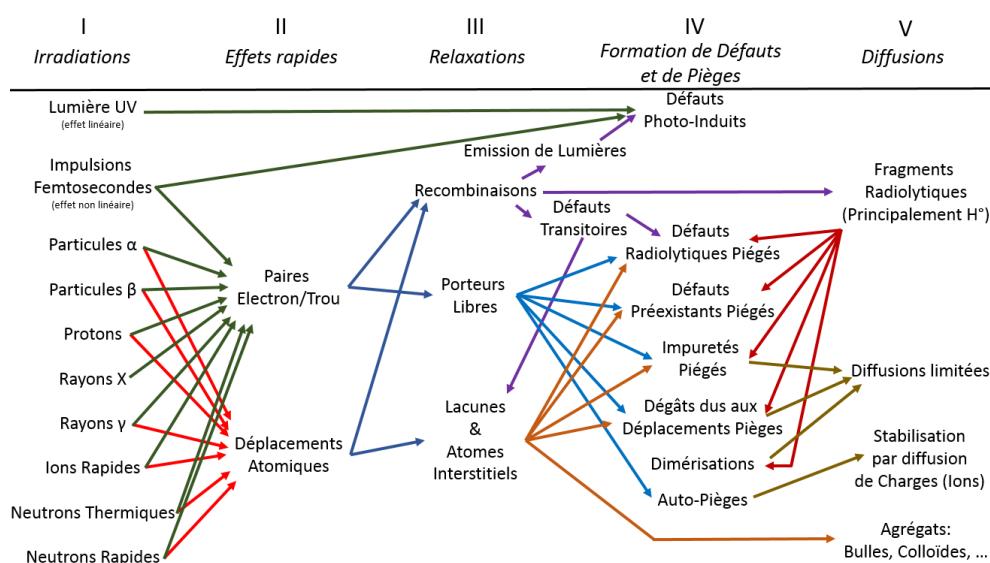 I
Irradiations
II
Effets rapides
III
Relaxations
IV
Formation de Défauts
et de Pièges
V
Diffusions
Lumière UV
(effet linéaire)
Impulsions
Femtosecondes
(effet non linéaire)
Particules α
Particules β
Protons
Rayons X
Rayons γ
Ions Rapides
Neutrons Thermiques
Neutrons Rapides
Paires
Electron/Trou
Déplacements
Atomiques
Emission de Lumières
Recombinaisons
Défauts
Transitoires
Porteurs
Libres
Lacunes
&
Atomes
Interstitiels
Défauts
Photo-Induits
Défauts
Radiolytiques Piégés
Défauts
Préexistants Piégés
Impuretés
Piégés
Dégâts dus aux
Déplacements Pièges
Dimérisations
Auto-Pièges
Fragments
Radiolytiques
(Principalement H°)
Diffusions limitées
Stabilisation
par diffusion
de Charges (Ions)
Agrégats:
Bulles, Colloïdes, ...